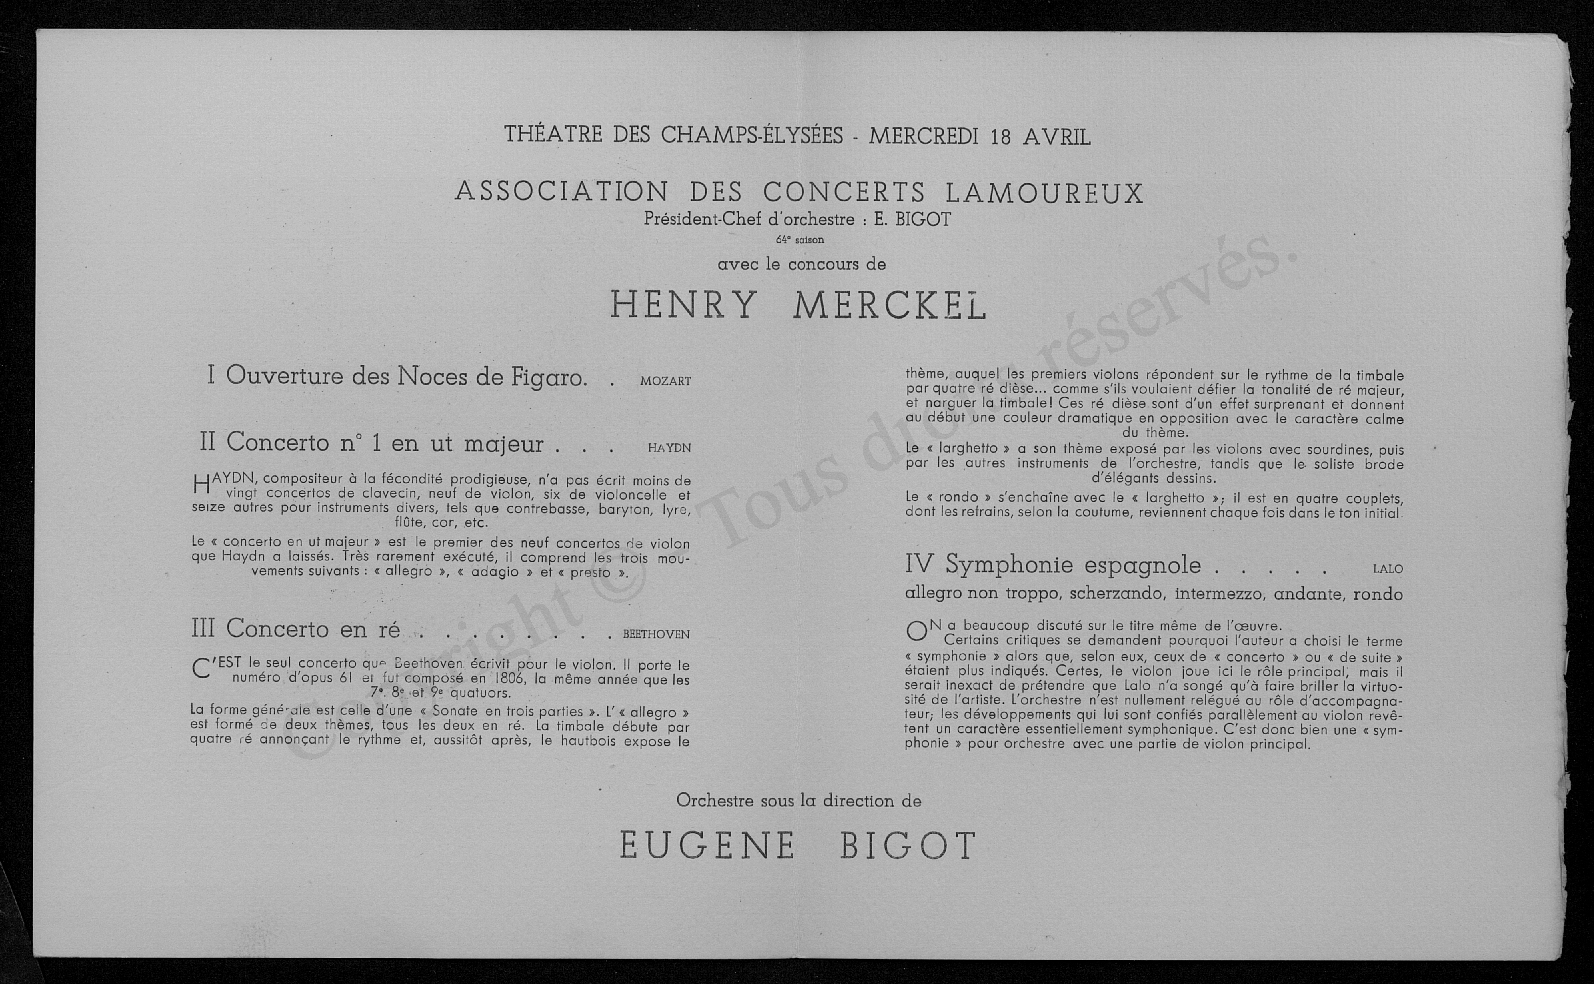 THÉATRE DES CHAMPS-ÉLYSÉES - MERCREDI 18 AVRIL
ASSOCIATION DES CONCERTS LAMOUREUX
Président-Chef d'orchestre : E. BIGOT
64e saison
avec le concours de
HENRY MERCKEL
I Ouverture des Noces de Figaro. . MOZART
II Concerto n° 1 en ut majeur . . . HAYDN
HAYDN, compositeur à la fécondité prodigieuse, n'a pas écrit moins de
vingt concertos de clavecin, neuf de violon, six de violoncelle et
seize autres pour instruments divers, tels que contrebasse, baryton, lyre,
flûte, cor, etc.
Le « concerto en ut majeur » est le premier des neuf concertos de violon
que Haydn a laissés. Très rarement exécuté, il comprend les trois mou-
vements suivants : « allegro », « adagio » et « presto ».
III Concerto en ré . . . . . . . . BEETHOVEN
C'EST le seul concerto que Beethoven écrivit pour le violon. Il porte le
numéro d'opus 61 et fut composé en 1806, la même année que les
7e, 8e et 9e quatuors.
La forme générale est celle d'une « Sonate en trois parties ». L' « allegro »
est formé de deux thèmes, tous les deux en ré. La timbale débute par
quatre ré annonçant le rythme et, aussitôt après, le hautbois expose le
thème, auquel les premiers violons répondent sur le rythme de la timbale
par quatre ré dièse... comme s'ils voulaient défier la tonalité de ré majeur,
et narguer la timbale! Ces ré dièse sont d'un effet surprenant et donnent
au début une couleur dramatique en opposition avec le caractère calme
du thème.
Le « larghetto » a son thème exposé par les violons avec sourdines, puis
par les autres instruments de l'orchestre, tandis que le soliste brode
d'élégants dessins.
Le « rondo » s'enchaîne avec le « larghetto »; il est en quatre couplets,
dont les refrains, selon la coutume, reviennent chaque fois dans le ton initial.
IV Symphonie espagnole . . . . . LALO
allegro non troppo, scherzando, intermezzo, andante, rondo
ON a beaucoup discuté sur le titre même de l'œuvre.
Certains critiques se demandent pourquoi l'auteur a choisi le terme
« symphonie » alors que, selon eux, ceux de « concerto » ou « de suite »
étaient plus indiqués. Certes, le violon joue ici le rôle principal, mais il
serait inexact de prétendre que Lalo n'a songé qu'à faire briller la virtuo-
sité de l'artiste. L'orchestre n'est nullement relégué au rôle d'accompagna-
teur; les développements qui lui sont confiés parallèlement au violon revê-
tent un caractère essentiellement symphonique. C'est donc bien une « sym-
phonie » pour orchestre avec une partie de violon principal.
Orchestre sous la direction de
EUGENE BIGOT
Copyright © Tous droits réservés.